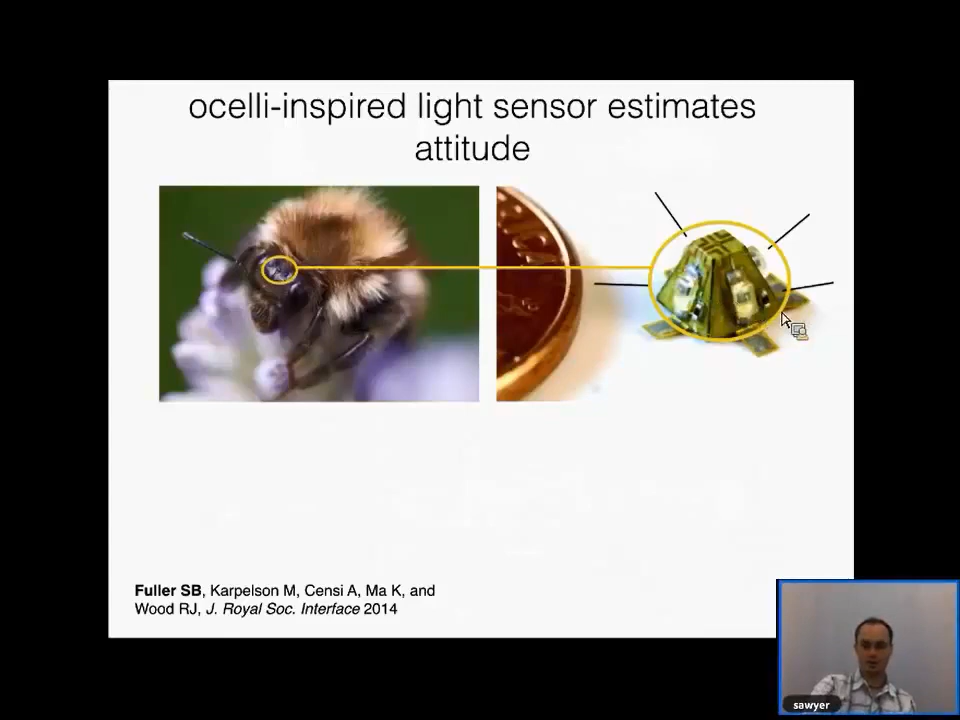 ocelli-inspired light sensor estimates
attitude
Fuller SB, Karpelson M, Censi A, Ma K, and
Wood RJ, J. Royal Soc. Interface 2014
sawyer